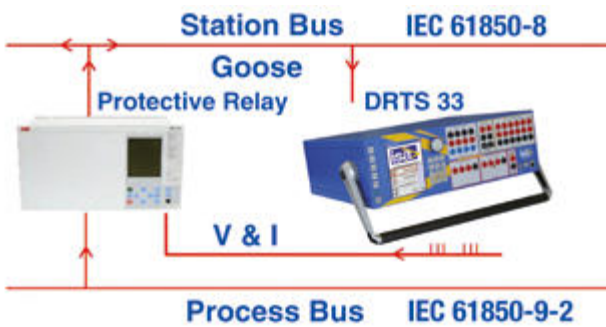 Station Bus IEC 61850-8
Goose
Protective Relay DRTS 33
V & I
Process Bus IEC 61850-9-2